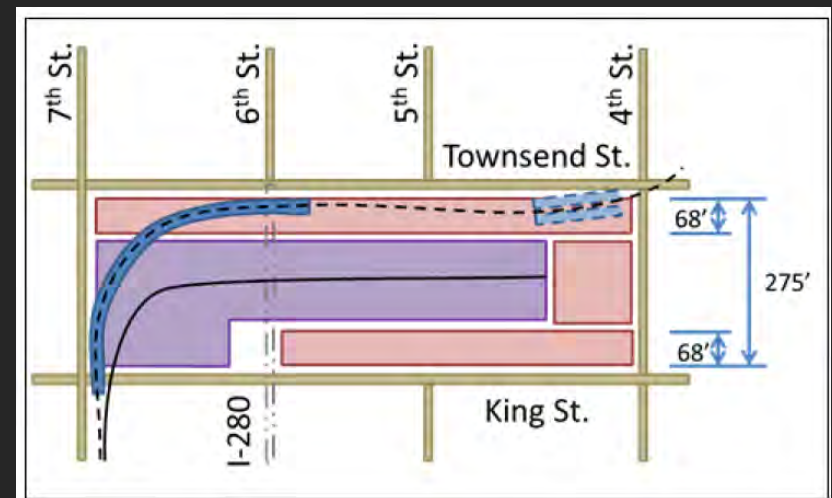 7th St.
6th St.
5th St.
4th St.
Townsend St.
68’
275’
68’
I-280
King St.